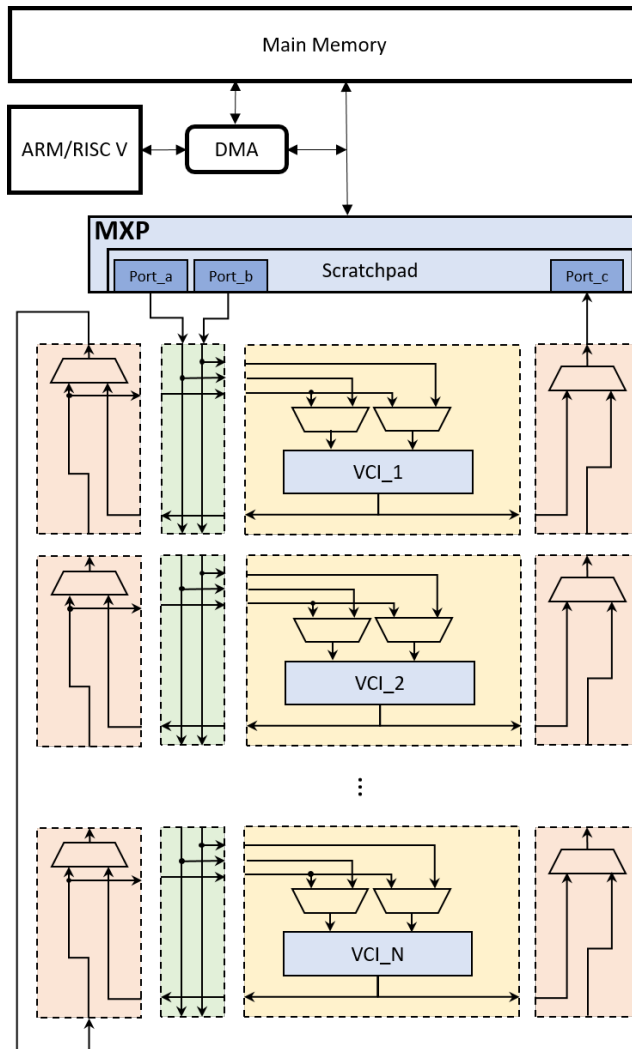 Main Memory
ARM/RISC V
DMA
MXP
Scratchpad
Port_a
Port_b
Port_c
VCI_1
VCI_2
...
VCI_N